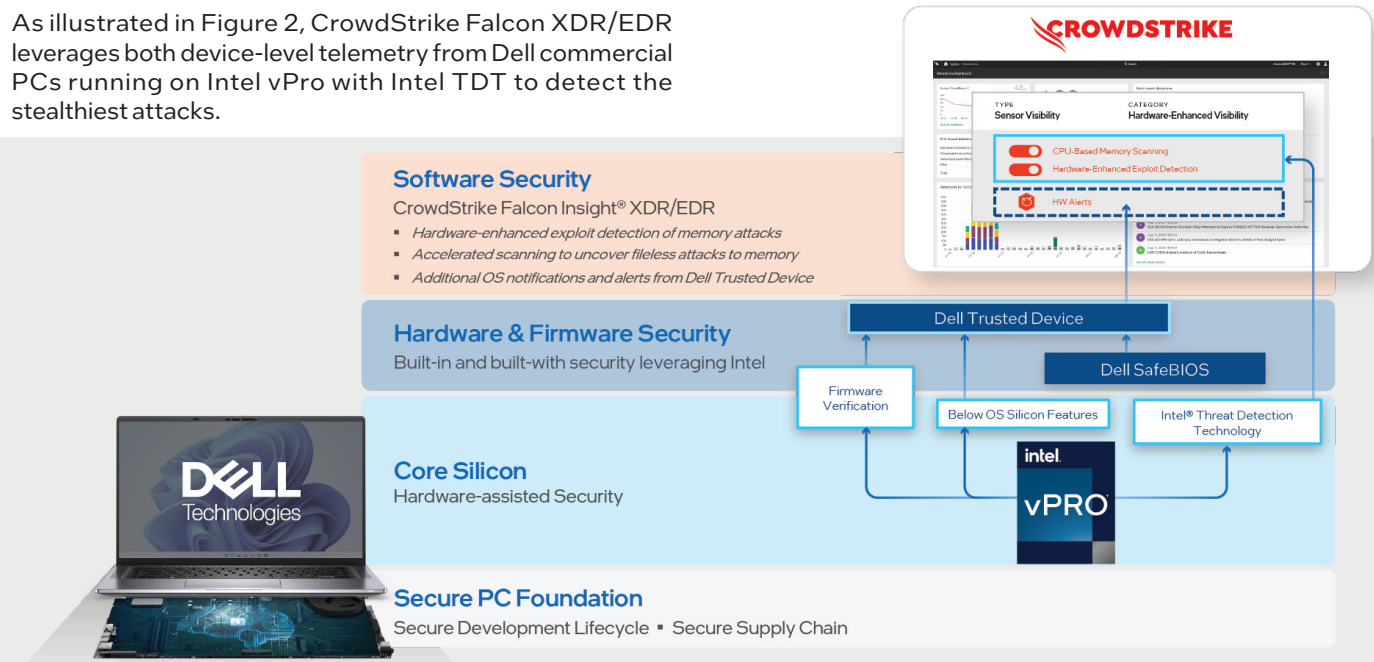 As illustrated in Figure 2, CrowdStrike Falcon XDR/EDR
leverages both device-level telemetry from Dell commercial
PCs running on Intel vPro with Intel TDT to detect the
stealthiest attacks.
CROWDSTRIKE
TYPE
Sensor Visibility
CATEGORY
Hardware-Enhanced Visibility
CPU-Based Memory Scanning
Hardware-Enhanced Exploit Detection
HW Alerts
Software Security
CrowdStrike Falcon Insight® XDR/EDR
▪ Hardware-enhanced exploit detection of memory attacks
▪ Accelerated scanning to uncover fileless attacks to memory
▪ Additional OS notifications and alerts from Dell Trusted Device
Hardware & Firmware Security
Built-in and built-with security leveraging Intel
Dell Trusted Device
Dell SafeBIOS
Firmware
Verification
Below OS Silicon Features
Intel® Threat Detection
Technology
Core Silicon
Hardware-assisted Security
intel.
vPRO
DELL
Technologies
Secure PC Foundation
Secure Development Lifecycle ▪ Secure Supply Chain